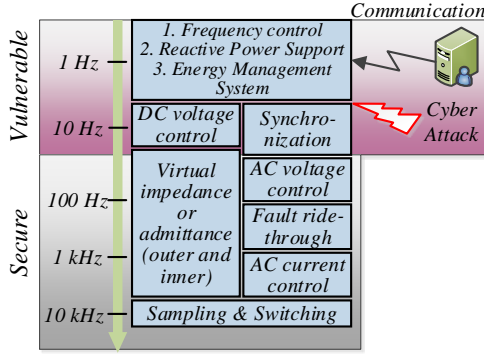 Communication
1. Frequency control
2. Reactive Power Support
3. Energy Management
System
Vulnerable
1 Hz
10 Hz
DC voltage
control
Synchro-
nization
Cyber
Attack
Virtual
impedance
or
admittance
(outer and
inner)
AC voltage
control
Fault ride-
through
AC current
control
Secure
100 Hz
1 kHz
10 kHz
Sampling & Switching